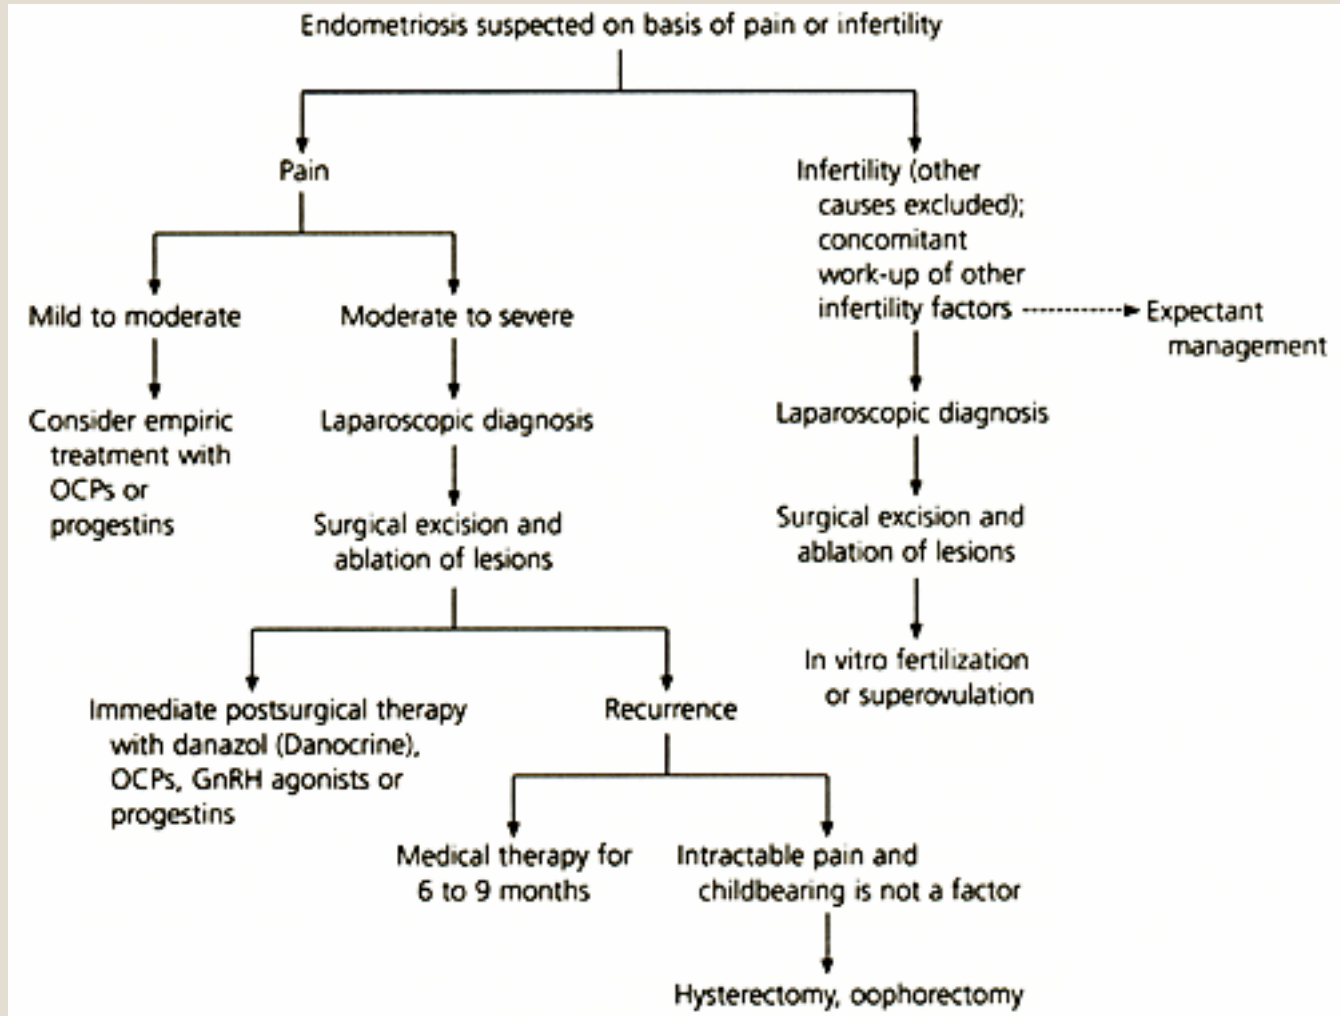 Endometriosis suspected on basis of pain or infertility
Pain
Infertility (other
causes excluded);
concomitant
work-up of other
infertility factors
Expectant
management
Mild to moderate
Moderate to severe
Consider empiric
treatment with
OCPs or
progestins
Laparoscopic diagnosis
Surgical excision and
ablation of lesions
Laparoscopic diagnosis
Surgical excision and
ablation of lesions
In vitro fertilization
or superovulation
Immediate postsurgical therapy
with danazol (Danocrine),
OCPs, GnRH agonists or
progestins
Recurrence
Medical therapy for
6 to 9 months
Intractable pain and
childbearing is not a factor
Hysterectomy, oophorectomy